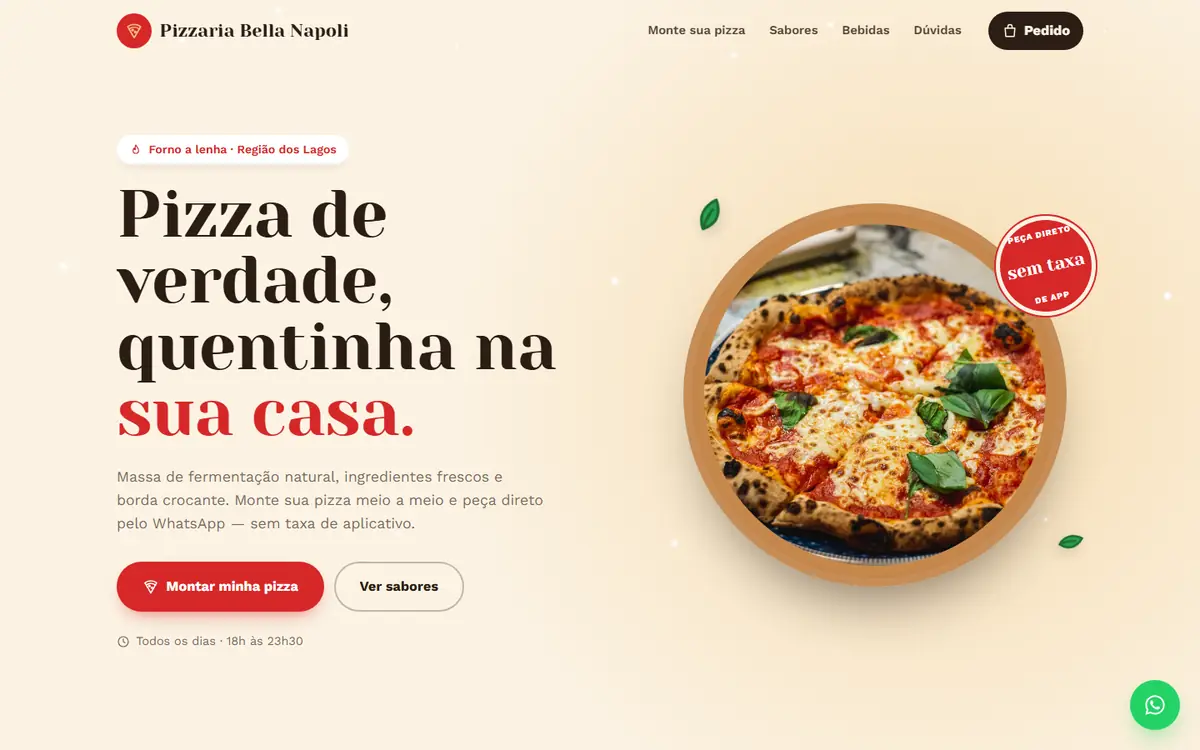 Pizzaria Bella Napoli
Monte sua pizza
Sabores
Bebidas
Dúvidas
Pedido
Forno a lenha · Região dos Lagos
Pizza de
verdade,
quentinha na
sua casa.
Massa de fermentação natural, ingredientes frescos e
borda crocante. Monte sua pizza meio a meio e peça direto
pelo WhatsApp — sem taxa de aplicativo.
Montar minha pizza
Ver sabores
Todos os dias · 18h às 23h30
PEÇA DIRETO
sem taxa
DE APP